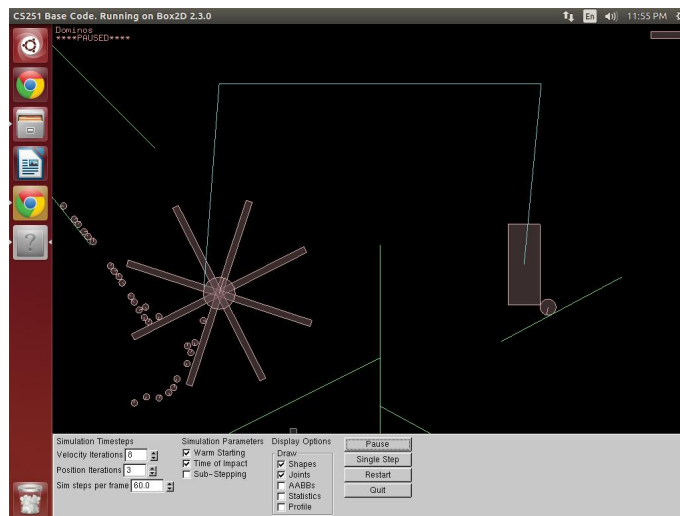 CS251 Base Code. Running on Box2D 2.3.0
En
11:55 PM
Dominos
****PAUSED****
Simulation Timesteps
Velocity Iterations 8
Position Iterations 3
Sim steps per frame 60.0
Simulation Parameters
Warm Starting
Time of Impact
Sub-Stepping
Display Options
Draw
Shapes
Joints
AABBs
Statistics
Profile
Pause
Single Step
Restart
Quit
?